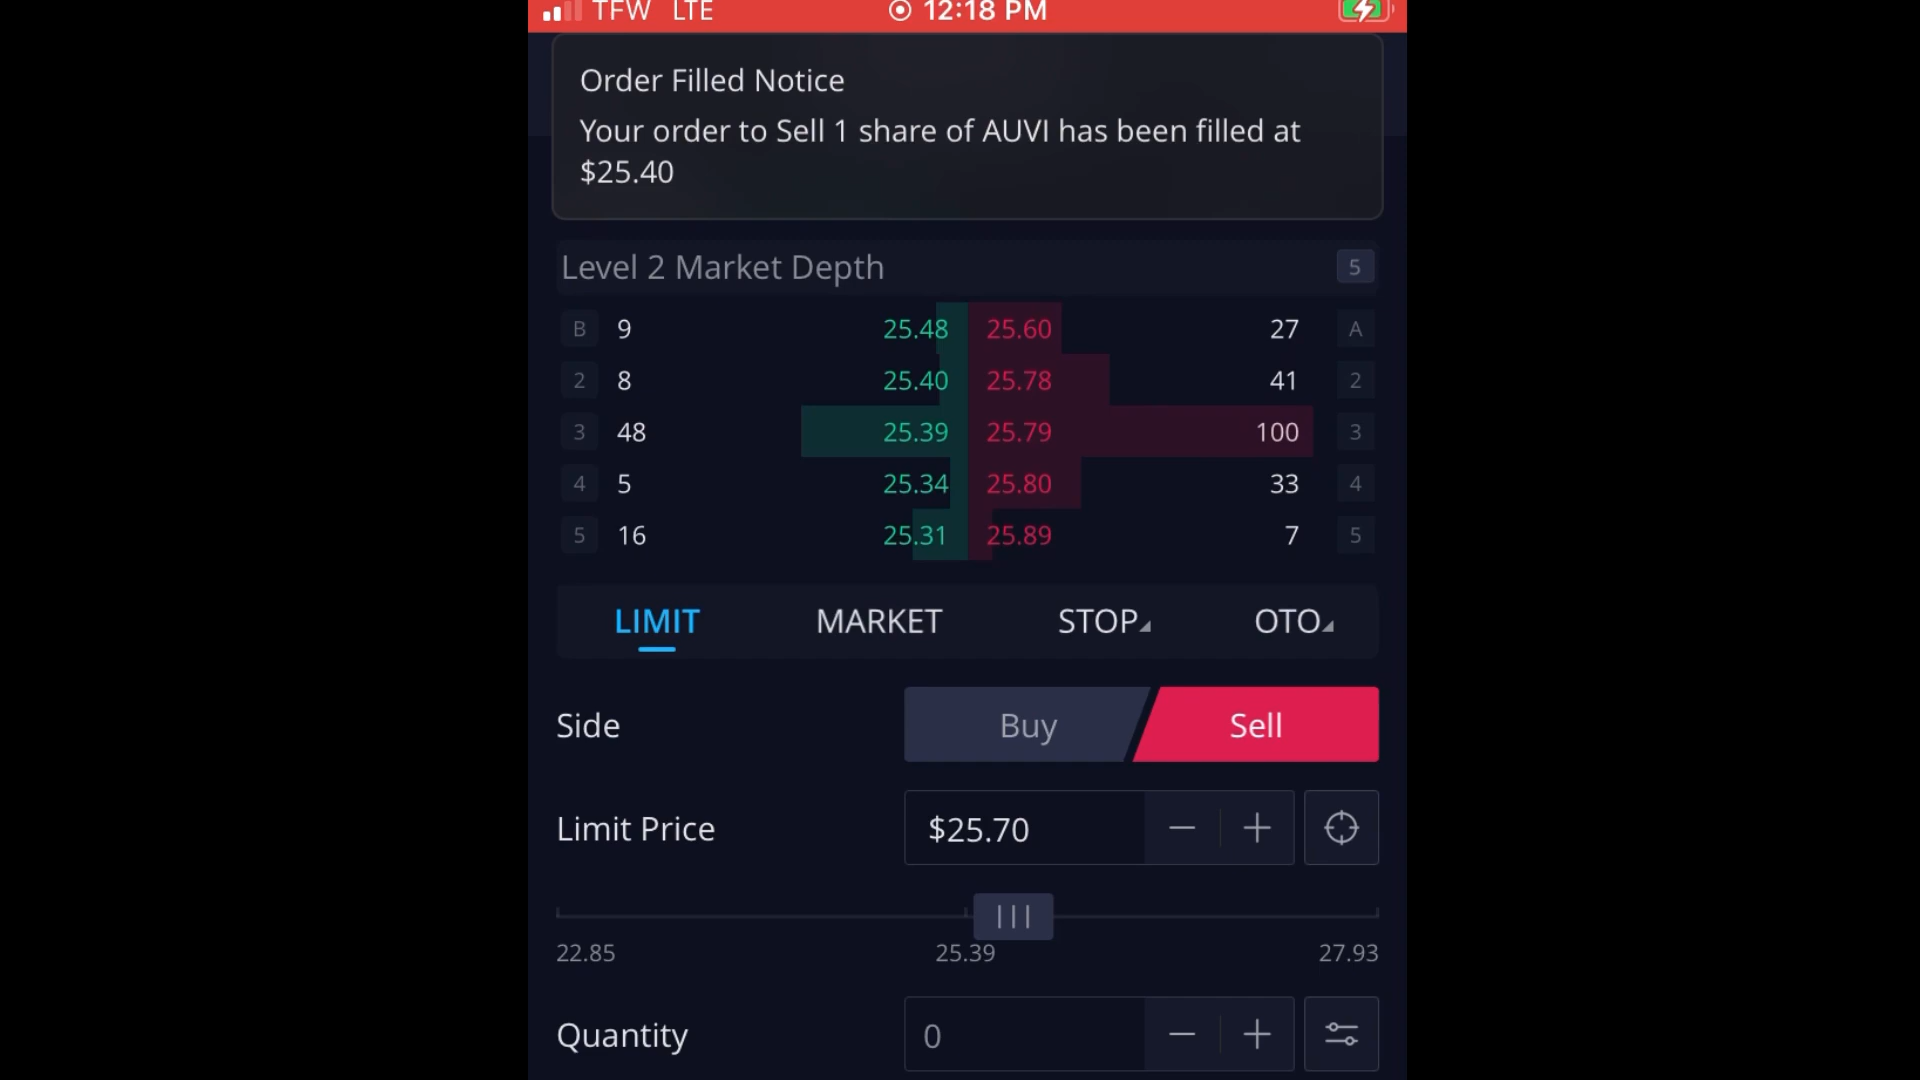 TFW LTE 12:18 PM
Order Filled Notice
Your order to Sell 1 share of AUVI has been filled at
$25.40
Level 2 Market Depth 5
B 9 25.48 25.60 27 A
2 8 25.40 25.78 41 2
3 48 25.39 25.79 100 3
4 5 25.34 25.80 33 4
5 16 25.31 25.89 7 5
LIMIT MARKET STOP OTO
Side Buy Sell
Limit Price $25.70
22.85 25.39 27.93
Quantity 0